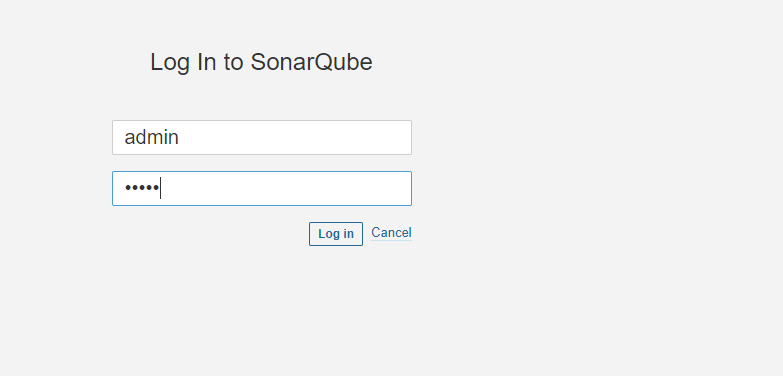 Log In to SonarQube
admin
•••••
Log in Cancel